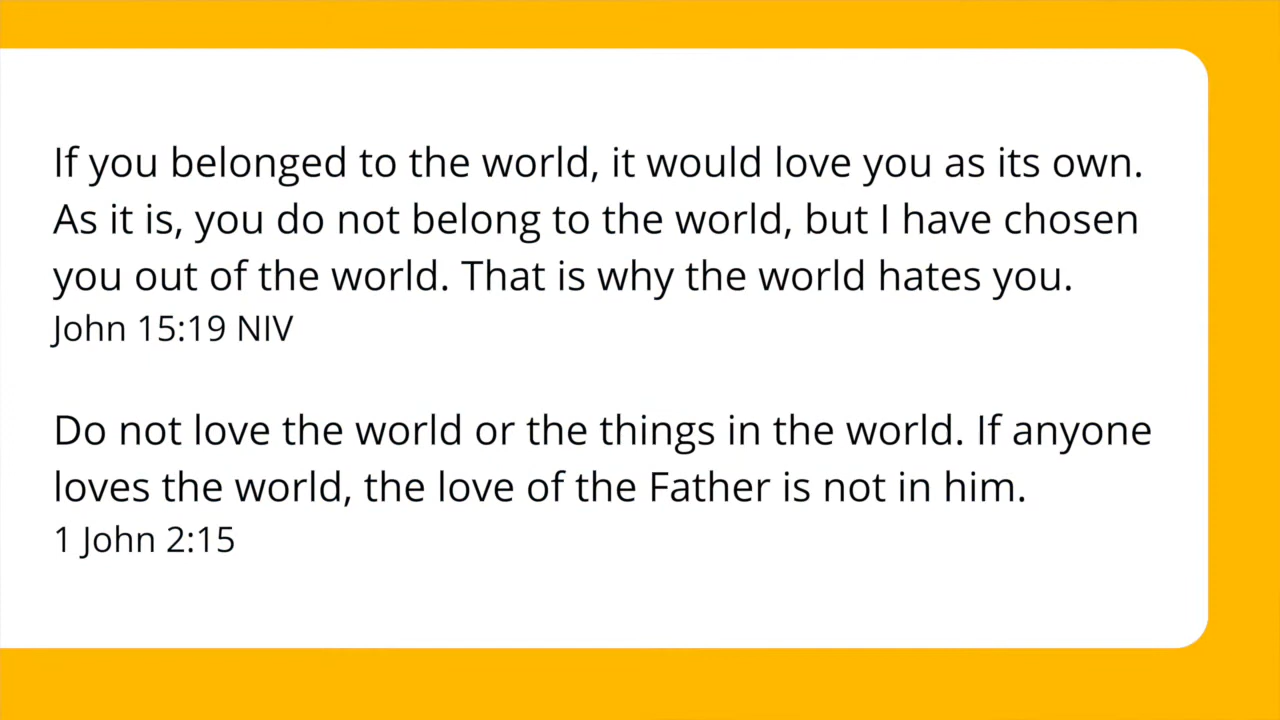 If you belonged to the world, it would love you as its own.
As it is, you do not belong to the world, but I have chosen
you out of the world. That is why the world hates you.
John 15:19 NIV
Do not love the world or the things in the world. If anyone
loves the world, the love of the Father is not in him.
1 John 2:15